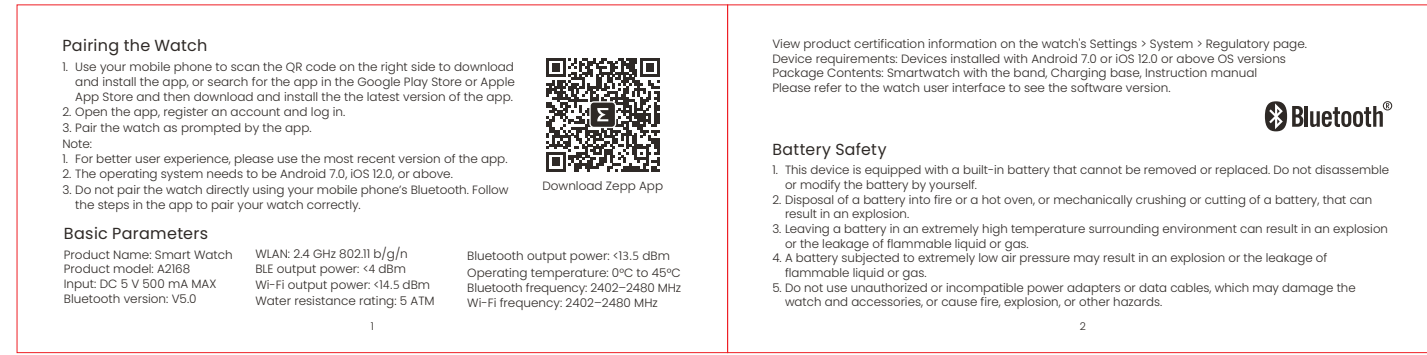 Pairing the Watch
1. Use your mobile phone to scan the QR code on the right side to download
and install the app, or search for the app in the Google Play Store or Apple
App Store and then download and install the the latest version of the app.
2. Open the app, register an account and log in.
3. Pair the watch as prompted by the app.
Note:
1. For better user experience, please use the most recent version of the app.
2. The operating system needs to be Android 7.0, iOS 12.0, or above.
3. Do not pair the watch directly using your mobile phone's Bluetooth. Follow
the steps in the app to pair your watch correctly.
Download Zepp App
Basic Parameters
Product Name: Smart Watch
Product model: A2168
Input: DC 5 V 500 mA MAX
Bluetooth version: V5.0
WLAN: 2.4 GHz 802.11 b/g/n
BLE output power: <4 dBm
Wi-Fi output power: <14.5 dBm
Water resistance rating: 5 ATM
Bluetooth output power: <13.5 dBm
Operating temperature: 0°C to 45°C
Bluetooth frequency: 2402–2480 MHz
Wi-Fi frequency: 2402–2480 MHz
1
View product certification information on the watch's Settings > System > Regulatory page.
Device requirements: Devices installed with Android 7.0 or iOS 12.0 or above OS versions
Package Contents: Smartwatch with the band, Charging base, Instruction manual
Please refer to the watch user interface to see the software version.
Bluetooth®
Battery Safety
1. This device is equipped with a built-in battery that cannot be removed or replaced. Do not disassemble
or modify the battery by yourself.
2. Disposal of a battery into fire or a hot oven, or mechanically crushing or cutting of a battery, that can
result in an explosion.
3. Leaving a battery in an extremely high temperature surrounding environment can result in an explosion
or the leakage of flammable liquid or gas.
4. A battery subjected to extremely low air pressure may result in an explosion or the leakage of
flammable liquid or gas.
5. Do not use unauthorized or incompatible power adapters or data cables, which may damage the
watch and accessories, or cause fire, explosion, or other hazards.
2